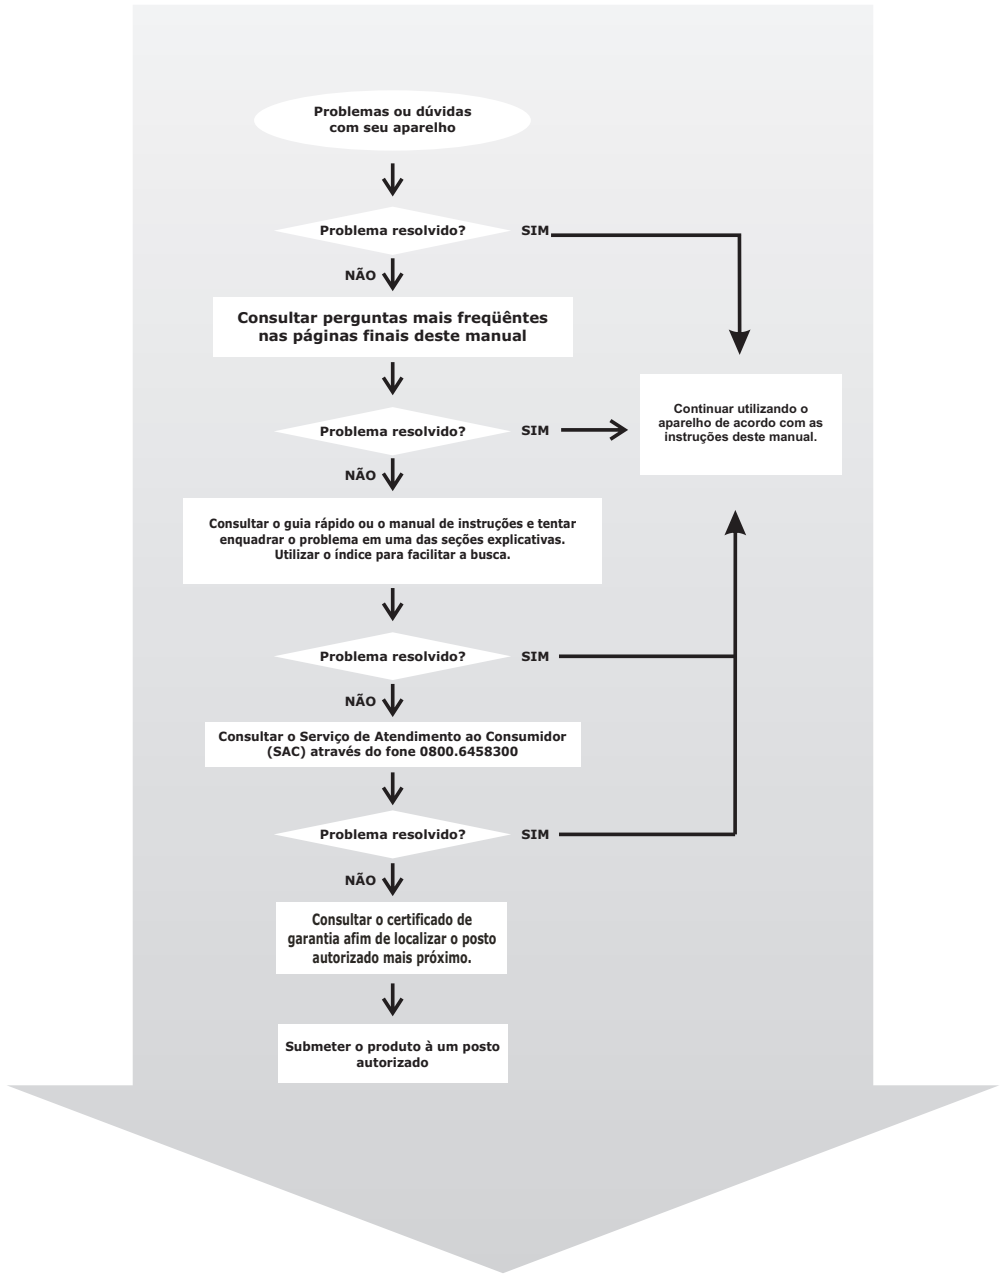 Problemas ou dúvidas
com seu aparelho
Problema resolvido?
SIM
NÃO
Consultar perguntas mais freqüêntes
nas páginas finais deste manual
Continuar utilizando o
aparelho de acordo com as
instruções deste manual.
Problema resolvido?
SIM
NÃO
Consultar o guia rápido ou o manual de instruções e tentar
enquadrar o problema em uma das seções explicativas.
Utilizar o índice para facilitar a busca.
Problema resolvido?
SIM
NÃO
Consultar o Serviço de Atendimento ao Consumidor
(SAC) através do fone 0800.6458300
Problema resolvido?
SIM
NÃO
Consultar o certificado de
garantia afim de localizar o posto
autorizado mais próximo.
Submeter o produto à um posto
autorizado